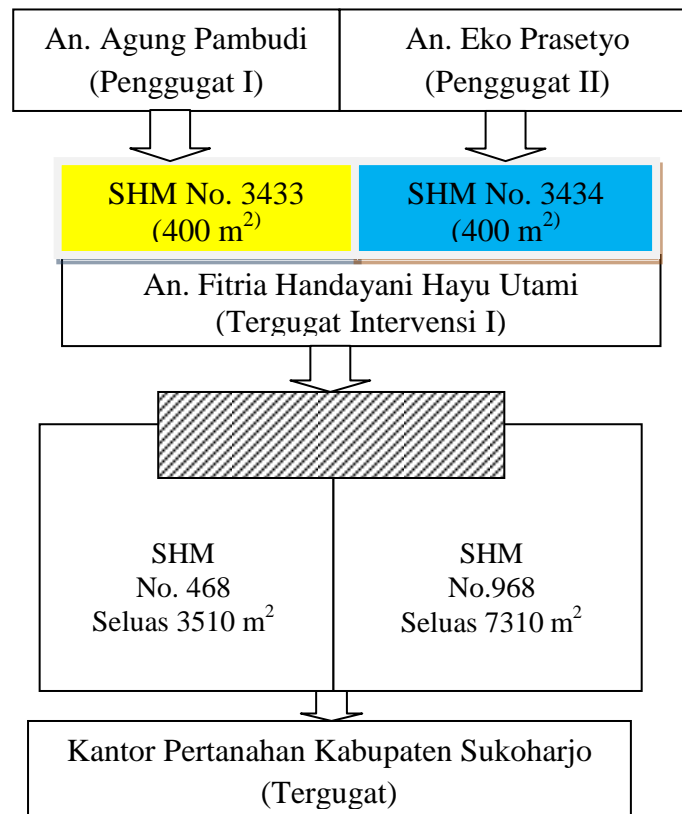 An. Agung Pambudi
(Penggugat I)
An. Eko Prasetyo
(Penggugat II)
SHM No. 3433
(400 m²)
SHM No. 3434
(400 m²)
An. Fitria Handayani Hayu Utami
(Tergugat Intervensi I)
SHM
No. 468
Seluas 3510 m²
SHM
No.968
Seluas 7310 m²
Kantor Pertanahan Kabupaten Sukoharjo
(Tergugat)